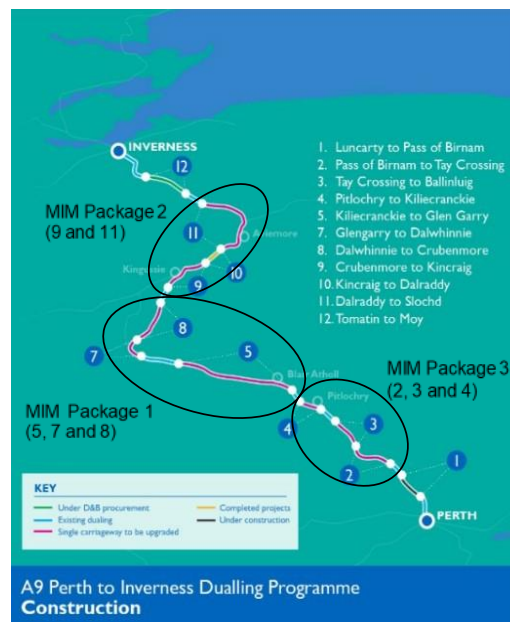 INVERNESS
12
1. Luncarty to Pass of Birnam
2. Pass of Birnam to Tay Crossing
3. Tay Crossing to Ballinluig
4. Pitlochry to Kiliecranckie
5. Kiliecranckie to Glen Garry
7. Glengarry to Dalwhinnie
8. Dalwhinnie to Crubenmore
9. Crubenmore to Kincraig
10. Kincraig to Dalraddy
11. Dalraddy to Slochd
12. Tomatin to Moy
MIM Package 2
(9 and 11)
11
Aviemore
10
Kingussie
9
8
7
5
Blair Atholl
MIM Package 1
(5, 7 and 8)
MIM Package 3
(2, 3 and 4)
Pitlochry
4
3
2
1
PERTH
KEY
Under D&B procurement
Completed projects
Existing dualing
Under construction
Single carriageway to be upgraded
A9 Perth to Inverness Dualling Programme
Construction